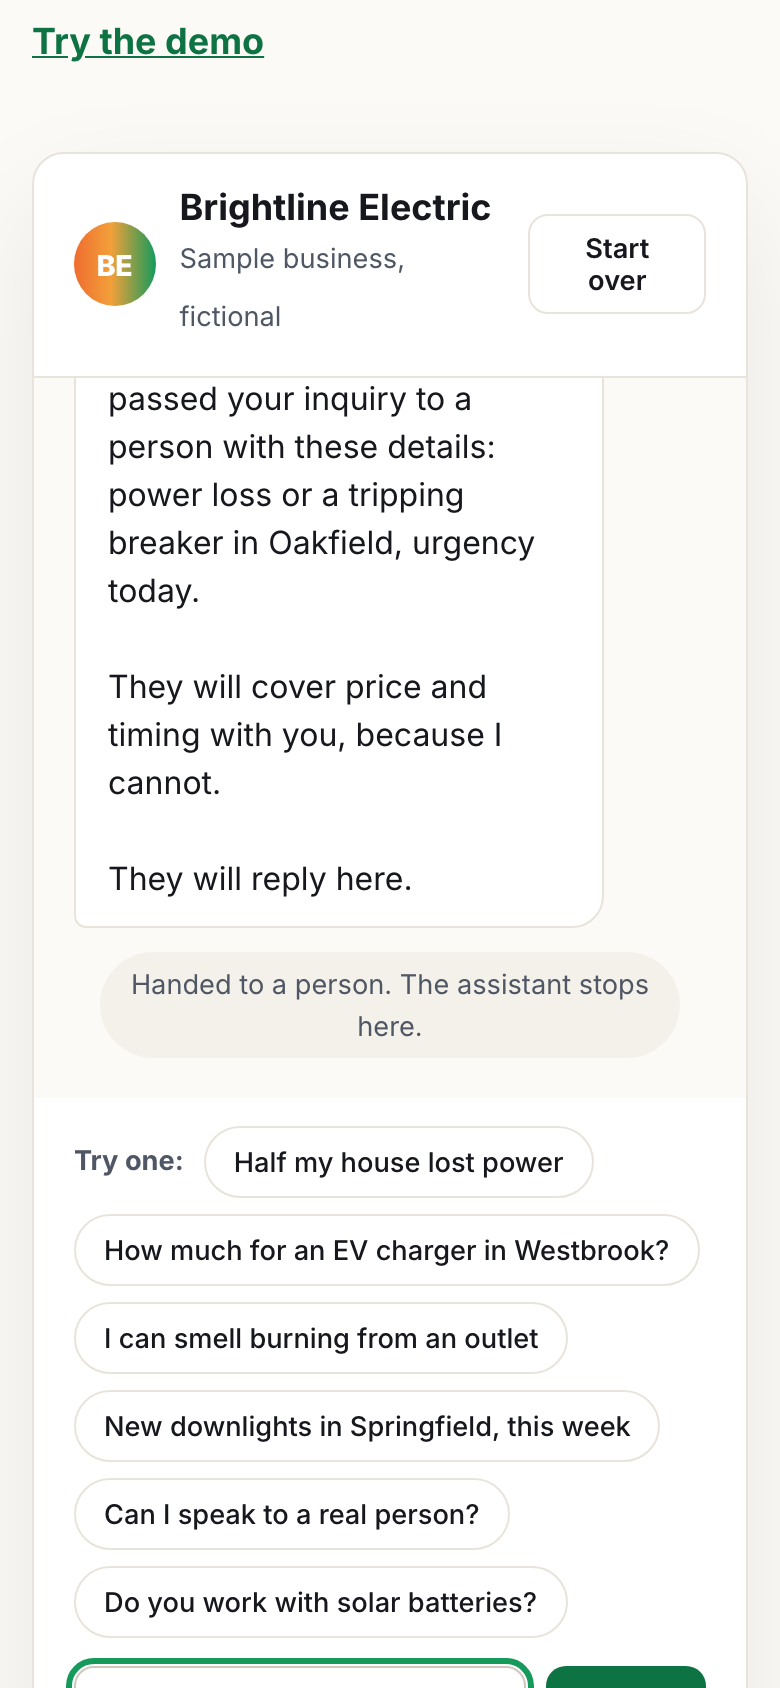 Try the demo
BE
Brightline Electric
Sample business,
fictional
Start
over
passed your inquiry to a
person with these details:
power loss or a tripping
breaker in Oakfield, urgency
today.
They will cover price and
timing with you, because I
cannot.
They will reply here.
Handed to a person. The assistant stops
here.
Try one:
Half my house lost power
How much for an EV charger in Westbrook?
I can smell burning from an outlet
New downlights in Springfield, this week
Can I speak to a real person?
Do you work with solar batteries?